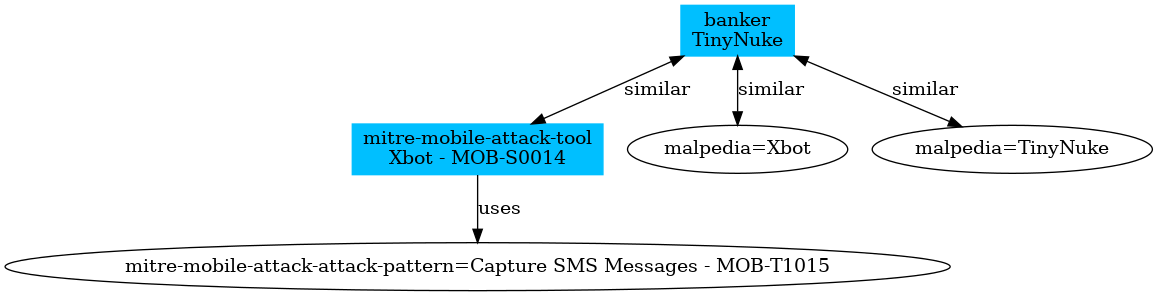 banker
TinyNuke
similar
similar
similar
mitre-mobile-attack-tool
Xbot - MOB-S0014
malpedia=Xbot
malpedia=TinyNuke
uses
mitre-mobile-attack-attack-pattern=Capture SMS Messages - MOB-T1015